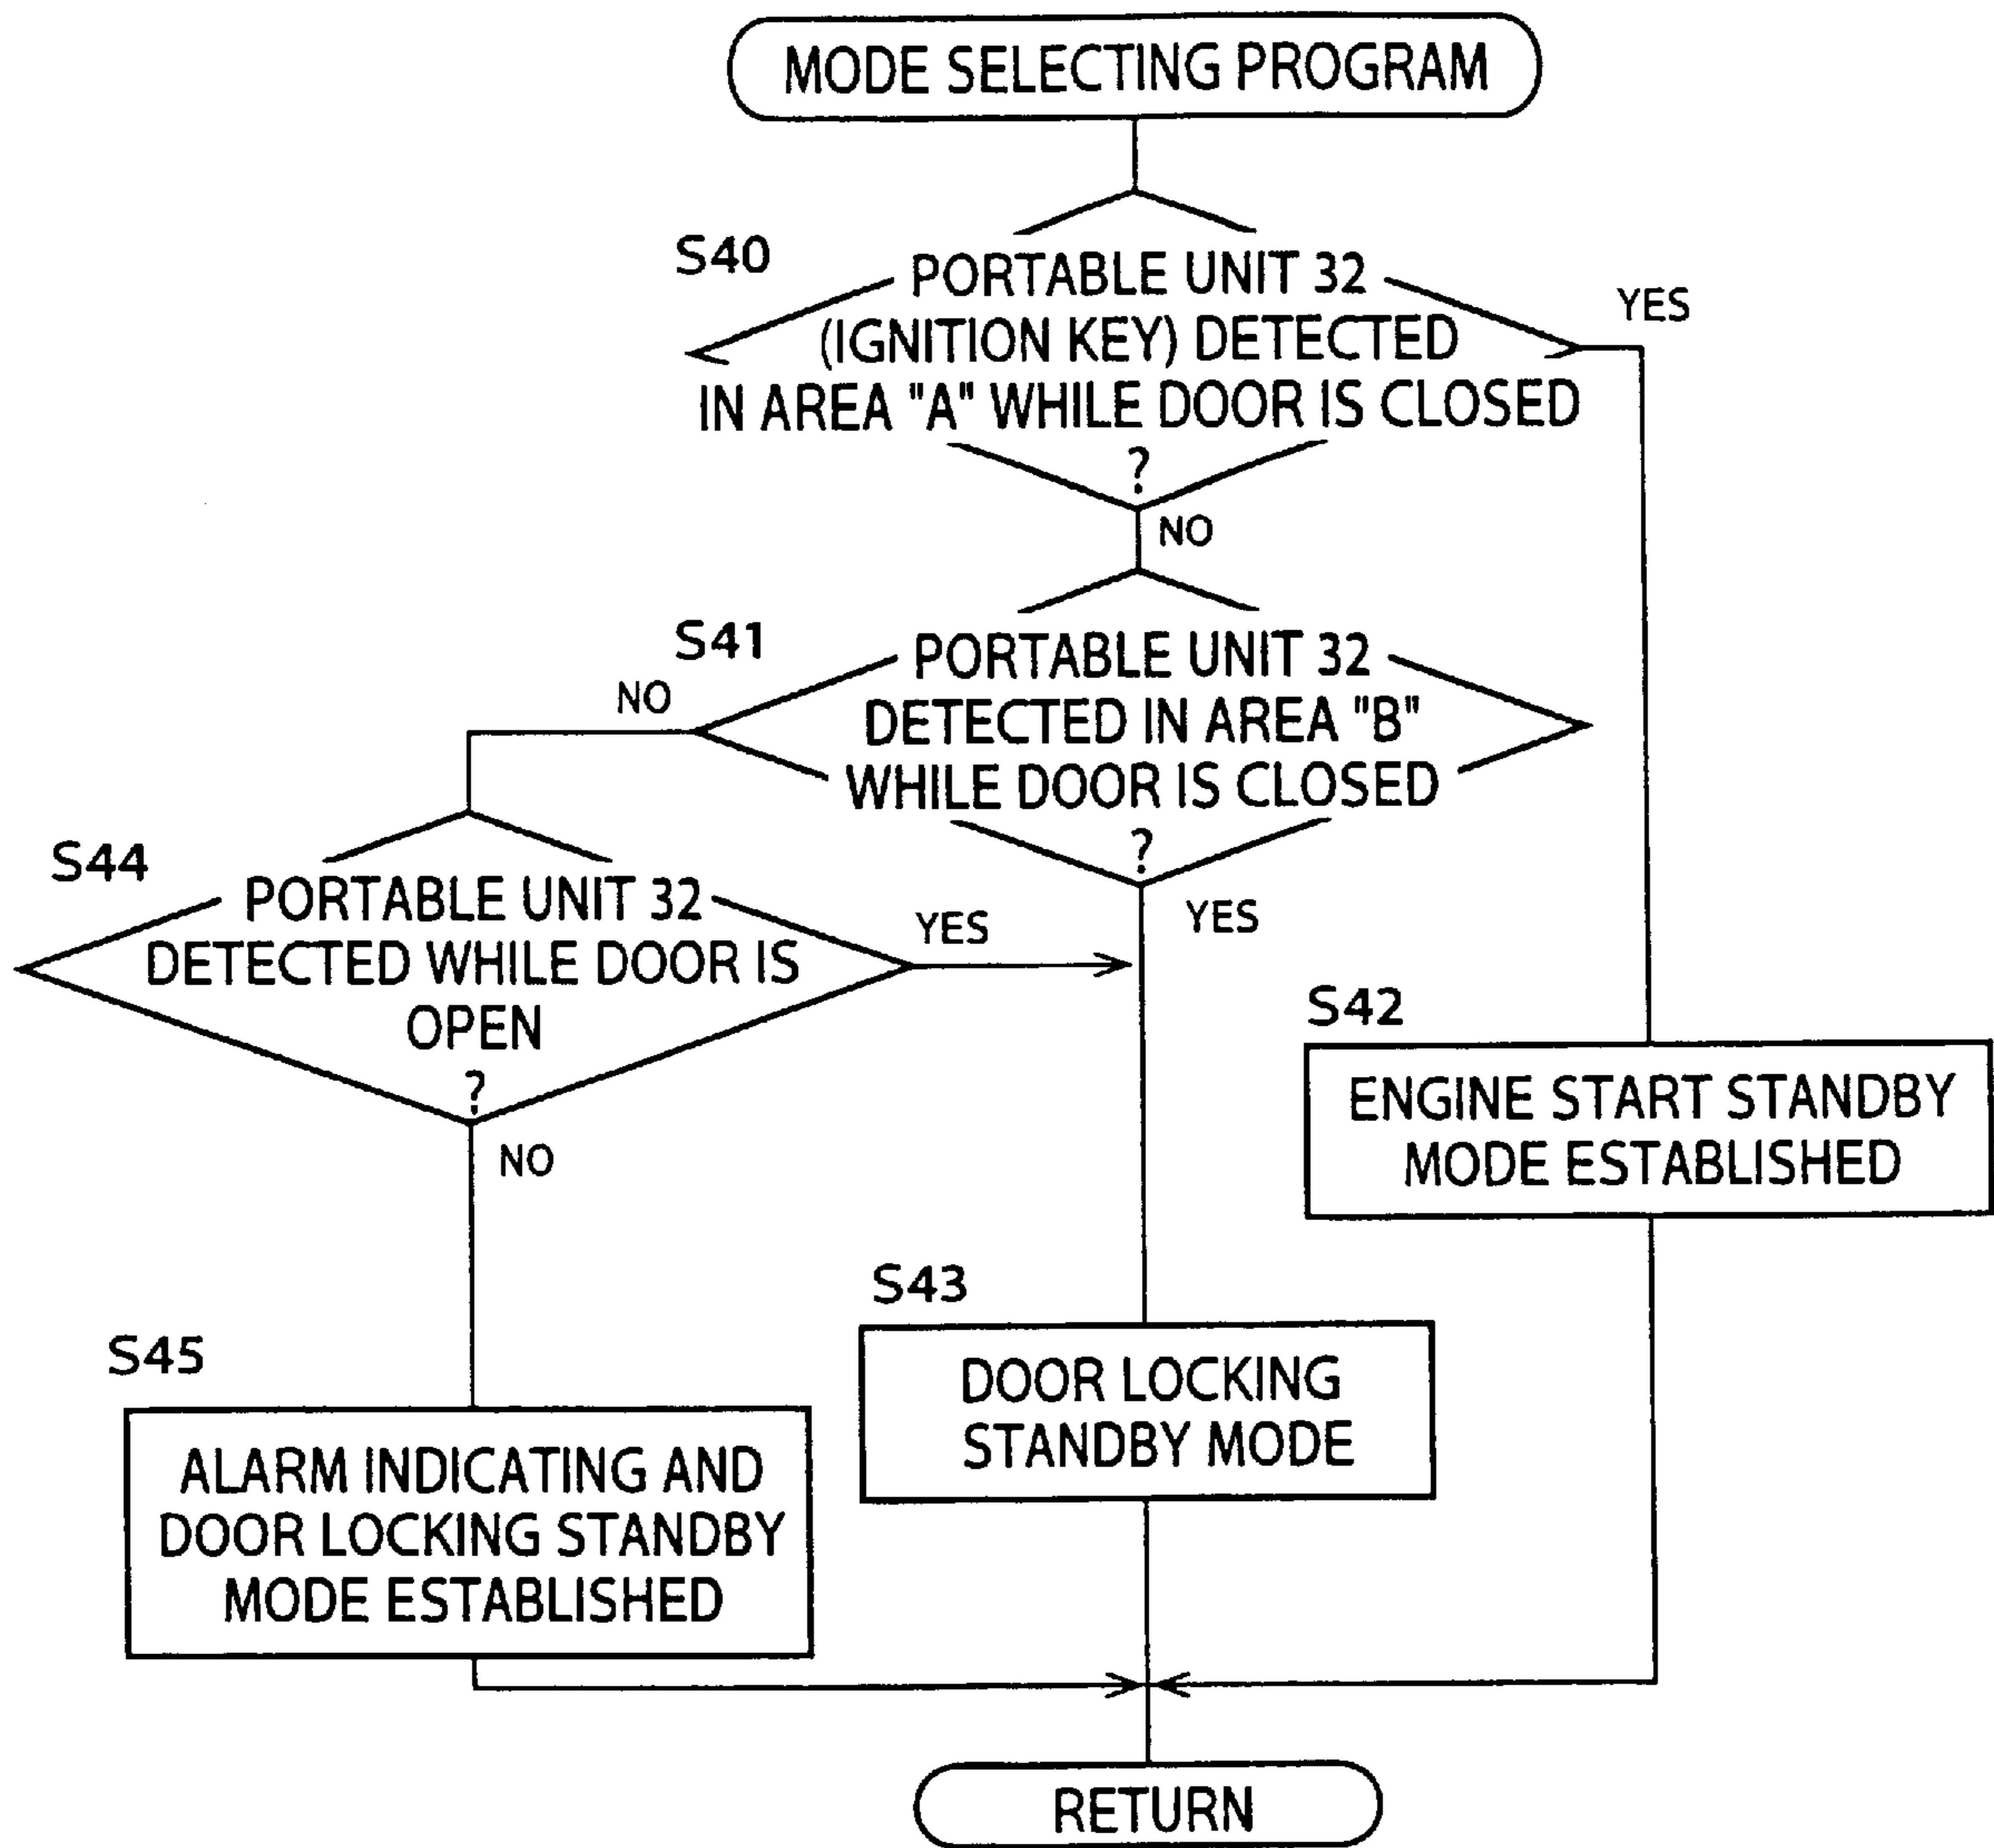 MODE SELECTING PROGRAM
S40
PORTABLE UNIT 32
(IGNITION KEY) DETECTED
IN AREA "A" WHILE DOOR IS CLOSED
?
YES
NO
S41
PORTABLE UNIT 32
DETECTED IN AREA "B"
WHILE DOOR IS CLOSED
?
NO
YES
S44
PORTABLE UNIT 32
DETECTED WHILE DOOR IS
OPEN
?
YES
NO
S42
ENGINE START STANDBY
MODE ESTABLISHED
S43
DOOR LOCKING
STANDBY MODE
S45
ALARM INDICATING AND
DOOR LOCKING STANDBY
MODE ESTABLISHED
RETURN